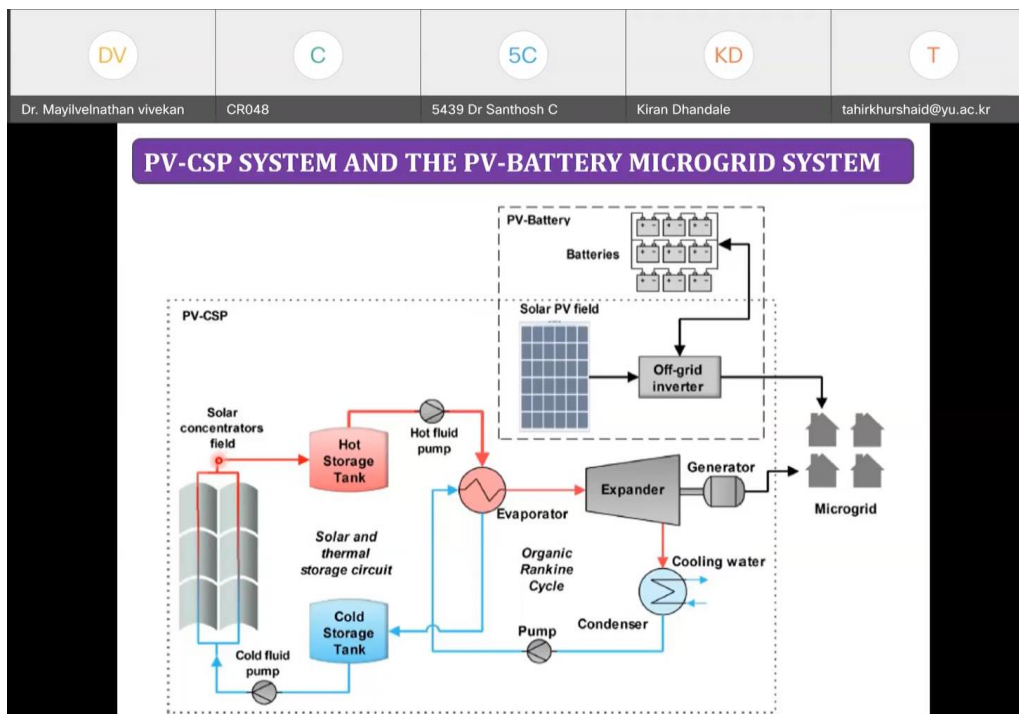 DV
C
5C
KD
T
Dr. Mayilvelnathan vivekan
CR048
5439 Dr Santhosh C
Kiran Dhandale
tahirkhurshaid@yu.ac.kr
PV-CSP SYSTEM AND THE PV-BATTERY MICROGRID SYSTEM
PV-Battery
Batteries
Solar PV field
Off-grid
inverter
PV-CSP
Solar
concentrators
field
Hot
Storage
Tank
Hot fluid
pump
Evaporator
Expander
Generator
Microgrid
Solar and
thermal
storage circuit
Organic
Rankine
Cycle
Cooling water
Condenser
Pump
Cold
Storage
Tank
Cold fluid
pump